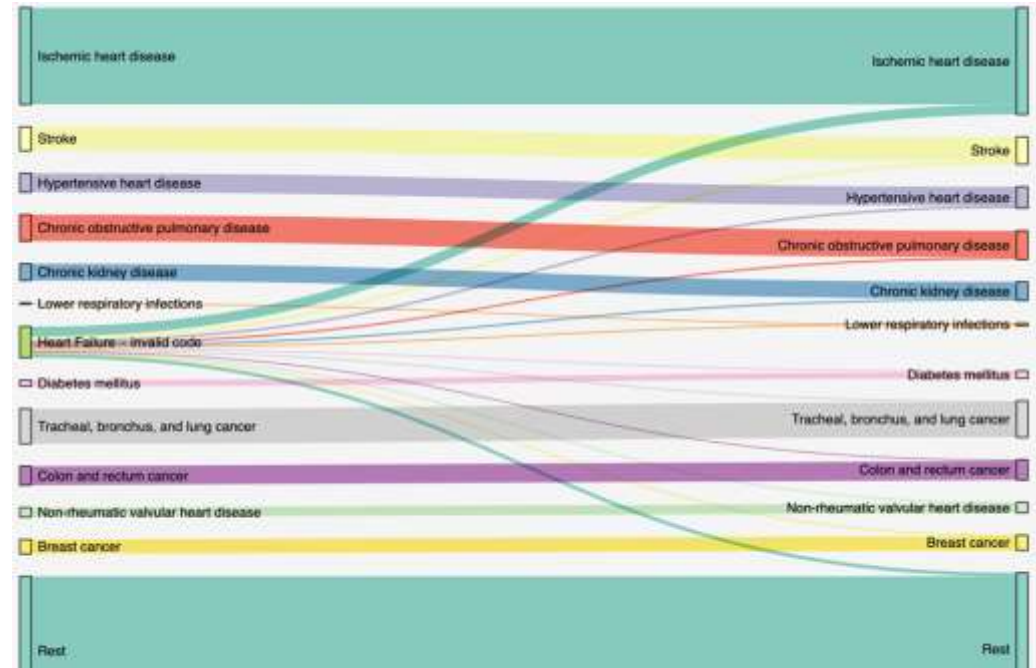 Ischemic heart disease
Ischemic heart disease
Stroke
Stroke
Hypertensive heart disease
Hypertensive heart disease
Chronic obstructive pulmonary disease
Chronic obstructive pulmonary disease
Chronic kidney disease
Chronic kidney disease
Lower respiratory infections
Lower respiratory infections
Heart Failure - invalid code
Diabetes mellitus
Diabetes mellitus
Tracheal, bronchus, and lung cancer
Tracheal, bronchus, and lung cancer
Colon and rectum cancer
Colon and rectum cancer
Non-rheumatic valvular heart disease
Non-rheumatic valvular heart disease
Breast cancer
Breast cancer
Rest
Rest